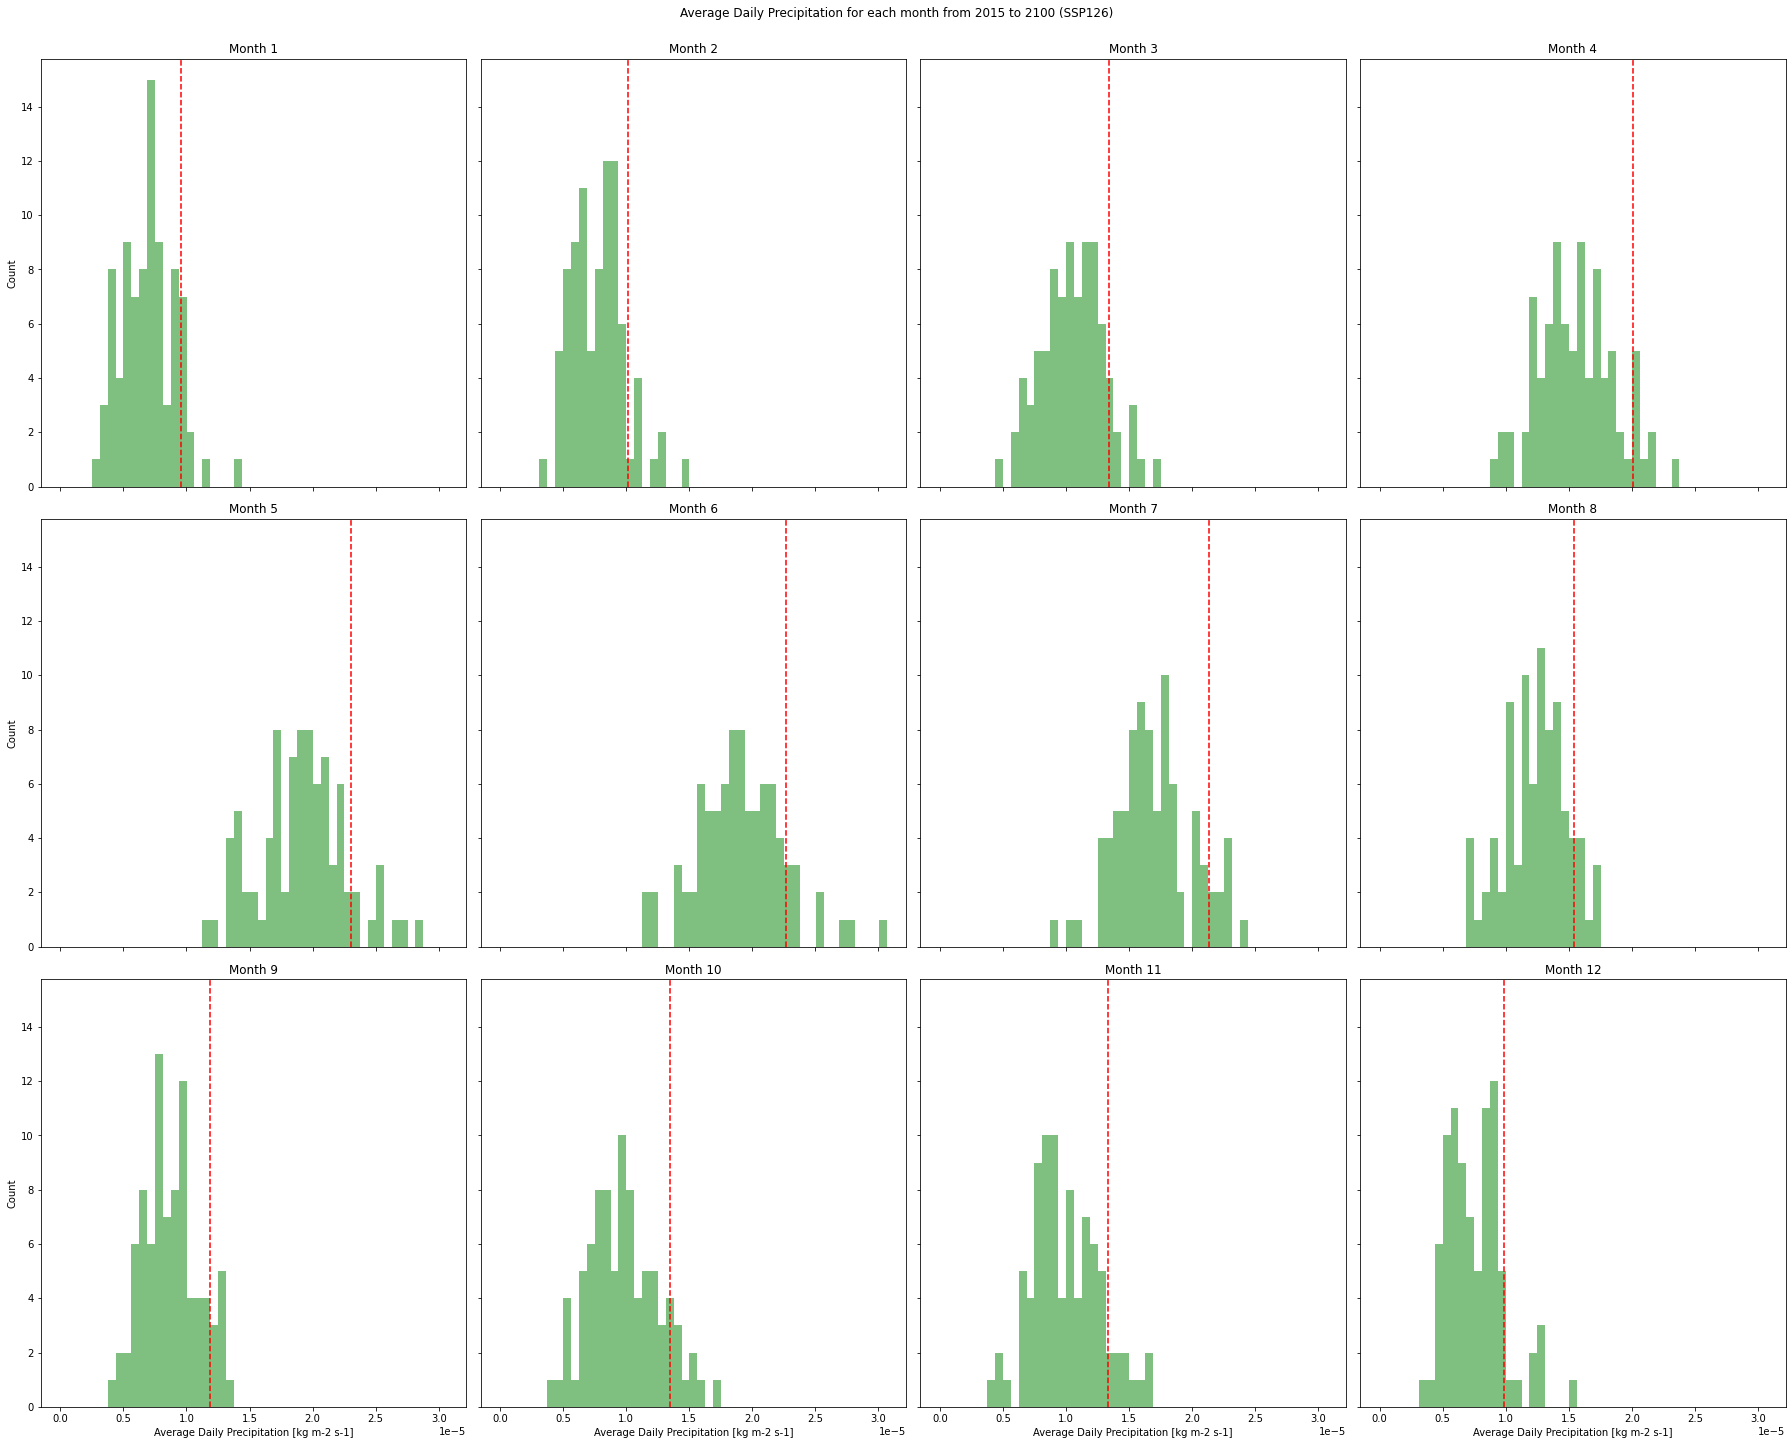 Average Daily Precipitation for each month from 2015 to 2100 (SSP126)
Month 1
Month 2
Month 3
Month 4
14
12
10
8
6
4
2
0
Count
Month 5
Month 6
Month 7
Month 8
14
12
10
8
6
4
2
0
Count
Month 9
Month 10
Month 11
Month 12
14
12
10
8
6
4
2
0
Count
0.0 0.5 1.0 1.5 2.0 2.5 3.0
Average Daily Precipitation [kg m-2 s-1]
1e−5
0.0 0.5 1.0 1.5 2.0 2.5 3.0
Average Daily Precipitation [kg m-2 s-1]
1e−5
0.0 0.5 1.0 1.5 2.0 2.5 3.0
Average Daily Precipitation [kg m-2 s-1]
1e−5
0.0 0.5 1.0 1.5 2.0 2.5 3.0
Average Daily Precipitation [kg m-2 s-1]
1e−5